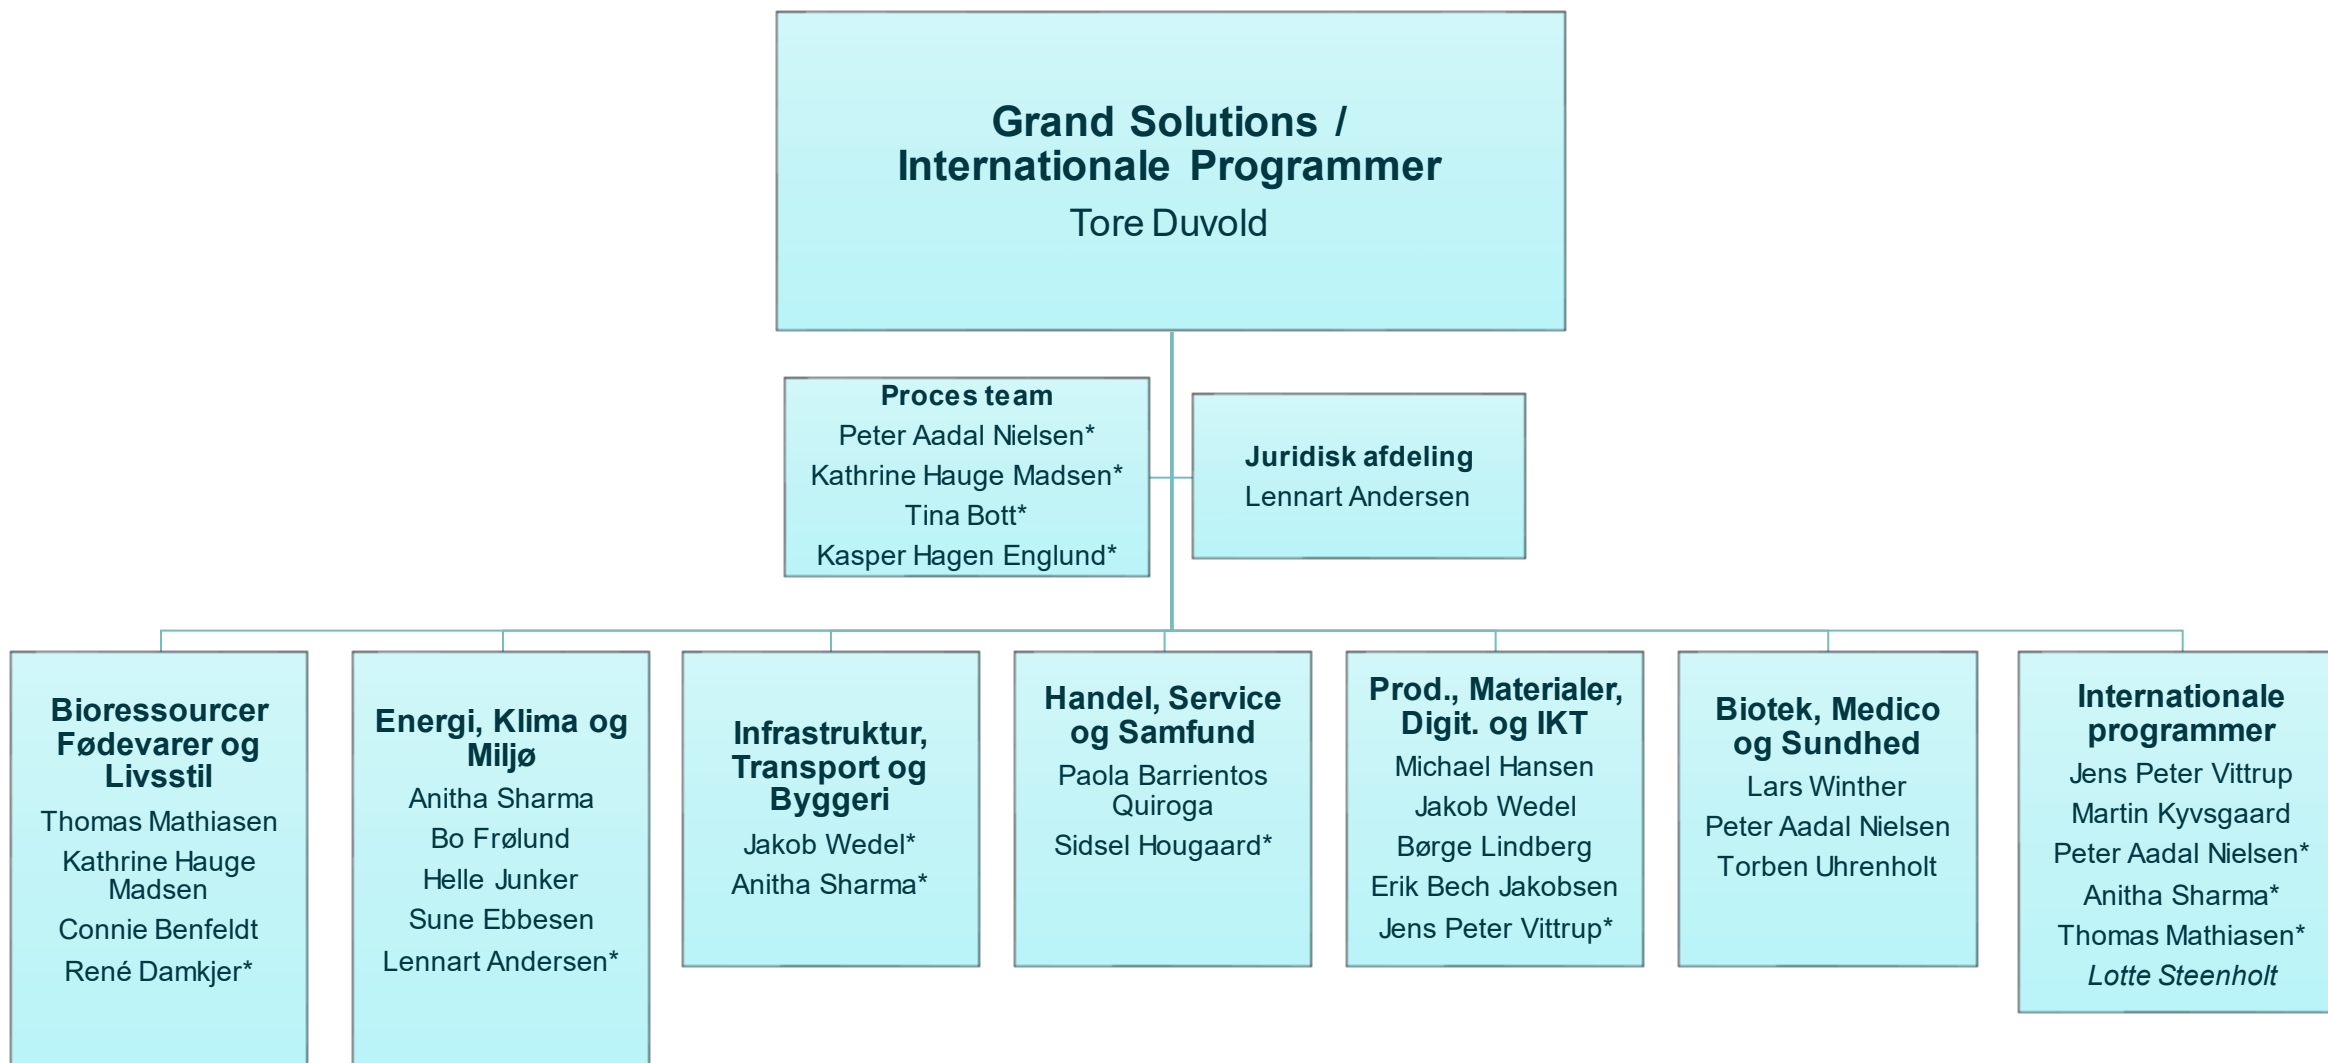 Grand Solutions /
Internationale Programmer
Tore Duvold
Proces team
Peter Aadal Nielsen*
Kathrine Hauge Madsen*
Tina Bott*
Kasper Hagen Englund*
Juridisk afdeling
Lennart Andersen
Bioressourcer
Fødevarer og
Livsstil
Thomas Mathiasen
Kathrine Hauge
Madsen
Connie Benfeldt
René Damkjer*
Energi, Klima og
Miljø
Anitha Sharma
Bo Frølund
Helle Junker
Sune Ebbesen
Lennart Andersen*
Infrastruktur,
Transport og
Byggeri
Jakob Wedel*
Anitha Sharma*
Handel, Service
og Samfund
Paola Barrientos
Quiroga
Sidsel Hougaard*
Prod., Materialer,
Digit. og IKT
Michael Hansen
Jakob Wedel
Børge Lindberg
Erik Bech Jakobsen
Jens Peter Vittrup*
Biotek, Medico
og Sundhed
Lars Winther
Peter Aadal Nielsen
Torben Uhrenholt
Internationale
programmer
Jens Peter Vittrup
Martin Kyvsgaard
Peter Aadal Nielsen*
Anitha Sharma*
Thomas Mathiasen*
Lotte Steenholt